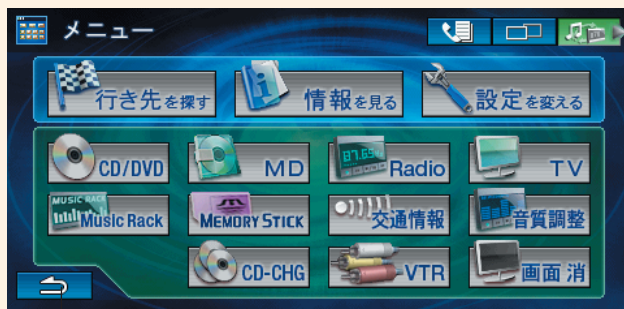 メニュー
行き先を探す
情報を見る
設定を変える
CD/DVD
MD
87.65
Radio
TV
MUSIC RACK
Music Rack
MEMORY STICK
交通情報
音質調整
CD-CHG
VTR
画面 消